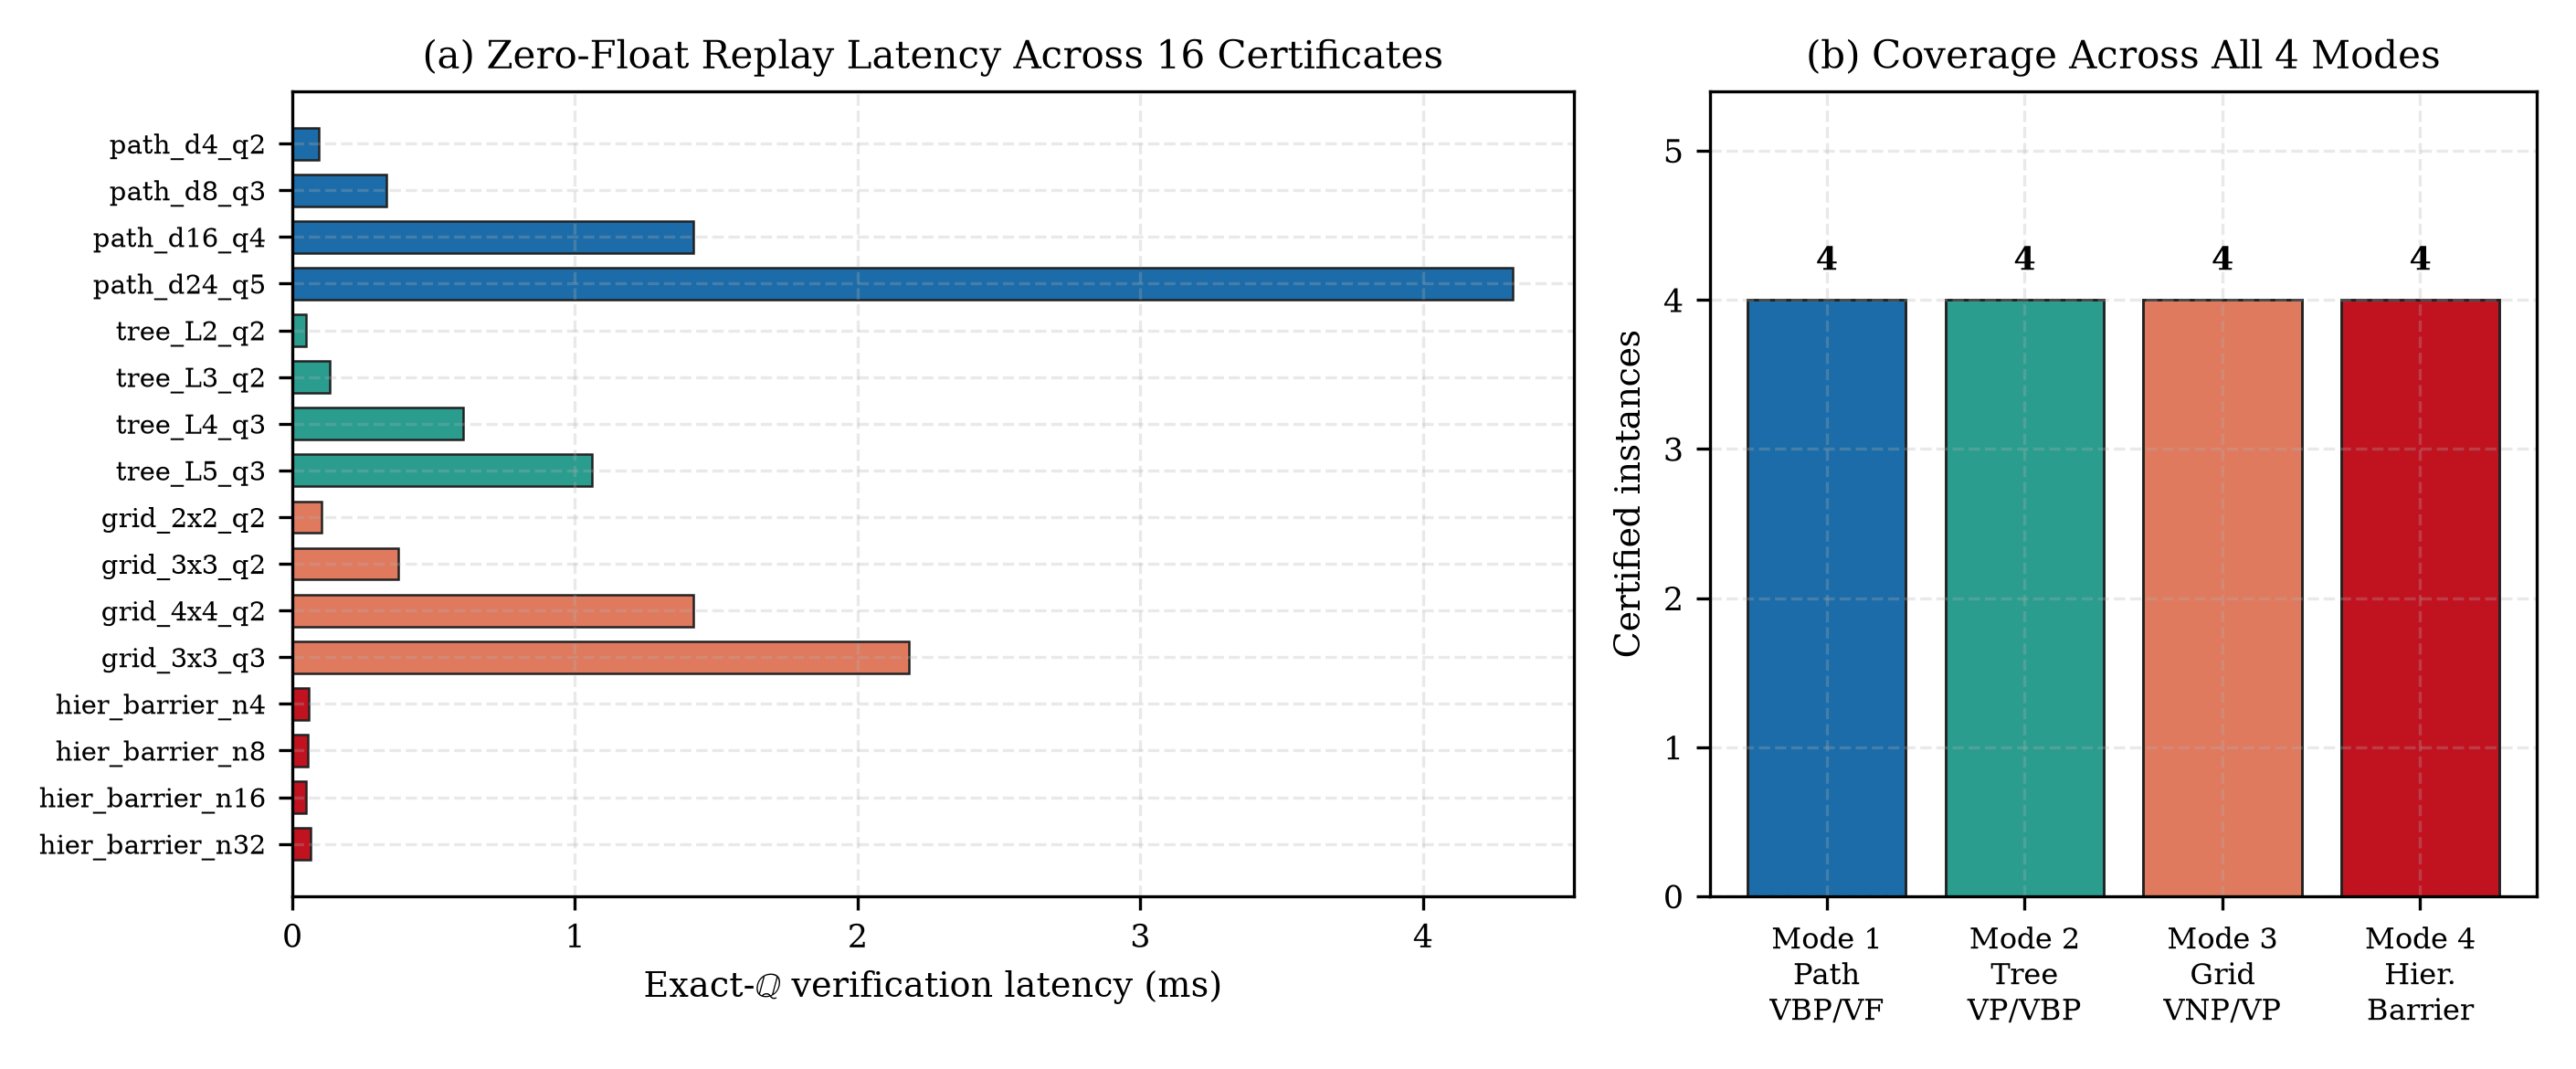 (a) Zero-Float Replay Latency Across 16 Certificates
path_d4_q2
path_d8_q3
path_d16_q4
path_d24_q5
tree_L2_q2
tree_L3_q2
tree_L4_q3
tree_L5_q3
grid_2x2_q2
grid_3x3_q2
grid_4x4_q2
grid_3x3_q3
hier_barrier_n4
hier_barrier_n8
hier_barrier_n16
hier_barrier_n32
0 1 2 3 4
Exact-ℚ verification latency (ms)
(b) Coverage Across All 4 Modes
Certified instances
5
4
3
2
1
0
4 4 4 4
Mode 1 Mode 2 Mode 3 Mode 4
Path Tree Grid Hier.
VBP/VF VP/VBP VNP/VP Barrier